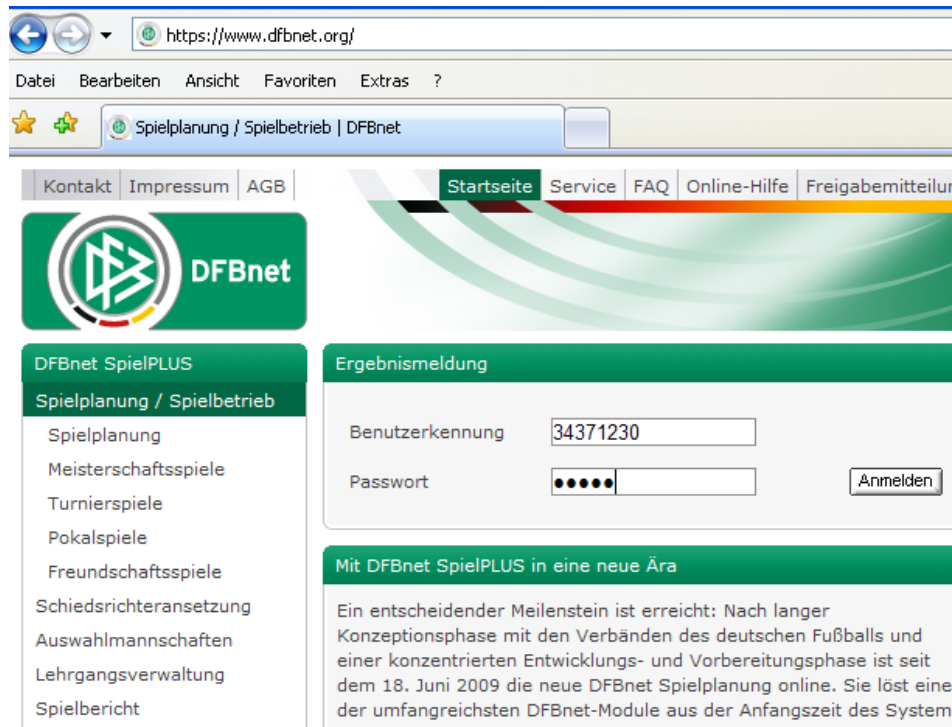 https://www.dfbnet.org/
Datei Bearbeiten Ansicht Favoriten Extras ?
Spielplanung / Spielbetrieb | DFBnet
Kontakt Impressum AGB Startseite Service FAQ Online-Hilfe Freigabemitteilun
DFBnet
DFBnet SpielPLUS
Spielplanung / Spielbetrieb
Spielplanung
Meisterschaftsspiele
Turnierspiele
Pokalspiele
Freundschaftsspiele
Schiedsrichteransetzung
Auswahlmannschaften
Lehrgangsverwaltung
Spielbericht
Ergebnismeldung
Benutzerkennung 34371230
Passwort ●●●●● Anmelden
Mit DFBnet SpielPLUS in eine neue Ära
Ein entscheidender Meilenstein ist erreicht: Nach langer
Konzeptionsphase mit den Verbänden des deutschen Fußballs und
einer konzentrierten Entwicklungs- und Vorbereitungsphase ist seit
dem 18. Juni 2009 die neue DFBnet Spielplanung online. Sie löst eine
der umfangreichsten DFBnet-Module aus der Anfangszeit des System